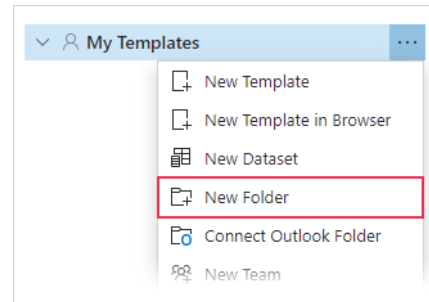 My Templates
New Template
New Template in Browser
New Dataset
New Folder
Connect Outlook Folder
New Team